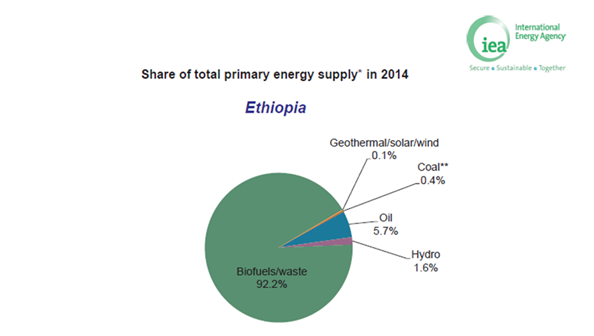 iea
International
Energy Agency
Secure • Sustainable • Together
Share of total primary energy supply* in 2014
Ethiopia
Geothermal/solar/wind
0.1%
Coal**
0.4%
Oil
5.7%
Hydro
1.6%
Biofuels/waste
92.2%